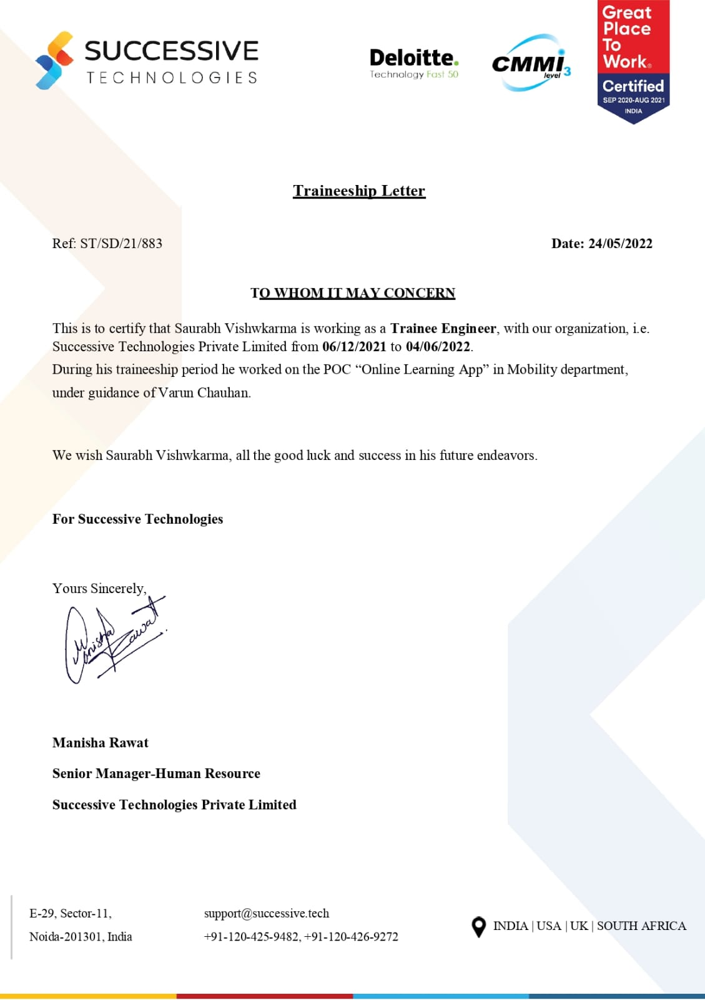 SUCCESSIVE
TECHNOLOGIES
Deloitte.
Technology Fast 50
CMMi
level 3
Great
Place
To
Work®
Certified
SEP 2020-AUG 2021
INDIA
Traineeship Letter
Ref: ST/SD/21/883 Date: 24/05/2022
TO WHOM IT MAY CONCERN
This is to certify that Saurabh Vishwkarma is working as a Trainee Engineer, with our organization, i.e.
Successive Technologies Private Limited from 06/12/2021 to 04/06/2022.
During his traineeship period he worked on the POC “Online Learning App” in Mobility department,
under guidance of Varun Chauhan.
We wish Saurabh Vishwkarma, all the good luck and success in his future endeavors.
For Successive Technologies
Yours Sincerely,
Manisha Rawat
Manisha Rawat
Senior Manager-Human Resource
Successive Technologies Private Limited
E-29, Sector-11,
Noida-201301, India
support@successive.tech
+91-120-425-9482, +91-120-426-9272
INDIA | USA | UK | SOUTH AFRICA